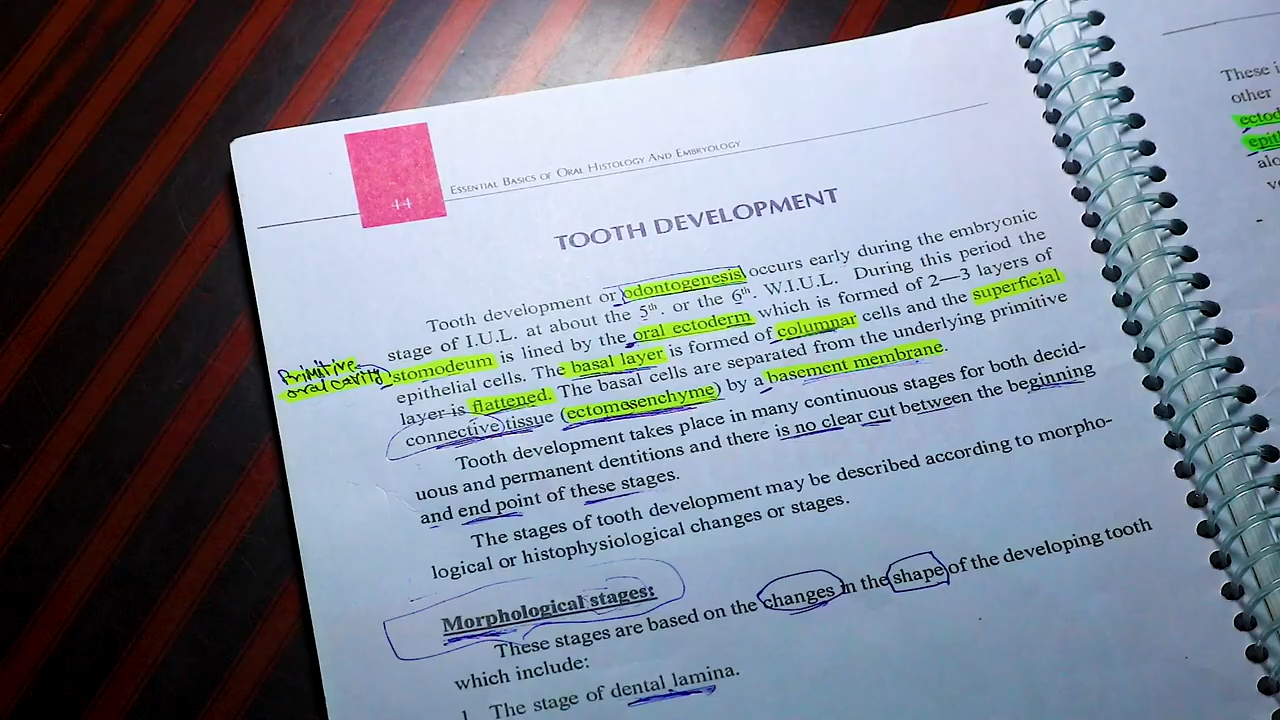 44
ESSENTIAL BASICS OF ORAL HISTOLOGY AND EMBRYOLOGY
TOOTH DEVELOPMENT
Tooth development or odontogenesis occurs early during the embryonic
stage of I.U.L. at about the 5th. or the 6th. W.I.U.L. During this period the
Primitive
oral cavity
stomodeum is lined by the oral ectoderm which is formed of 2—3 layers of
epithelial cells. The basal layer is formed of columnar cells and the superficial
layer is flattened. The basal cells are separated from the underlying primitive
connective tissue (ectomesenchyme) by a basement membrane.
Tooth development takes place in many continuous stages for both decid-
uous and permanent dentitions and there is no clear cut between the beginning
and end point of these stages.
The stages of tooth development may be described according to morpho-
logical or histophysiological changes or stages.
Morphological stages:
These stages are based on the changes in the shape of the developing tooth
which include:
1. The stage of dental lamina.
These
other